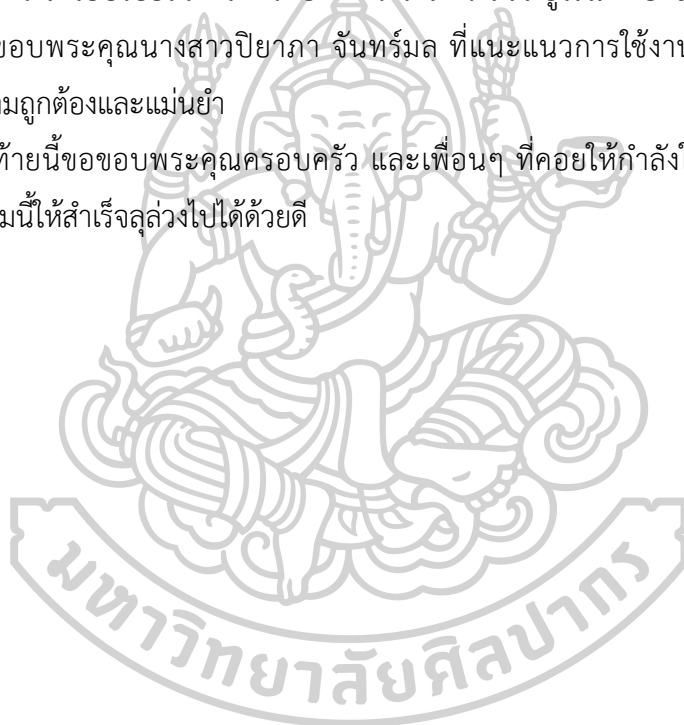 ขอบพระคุณนางสาวปิยาภา จันทร์มล ที่แนะแนวการใช้งาน
มถูกต้องและแม่นยำ
ท้ายนี้ขอขอบพระคุณครอบครัว และเพื่อนๆ ที่คอยให้กำลังใ
มนี้ให้สำเร็จลุล่วงไปได้ด้วยดี
มหาวิทยาลัยศิลปากร